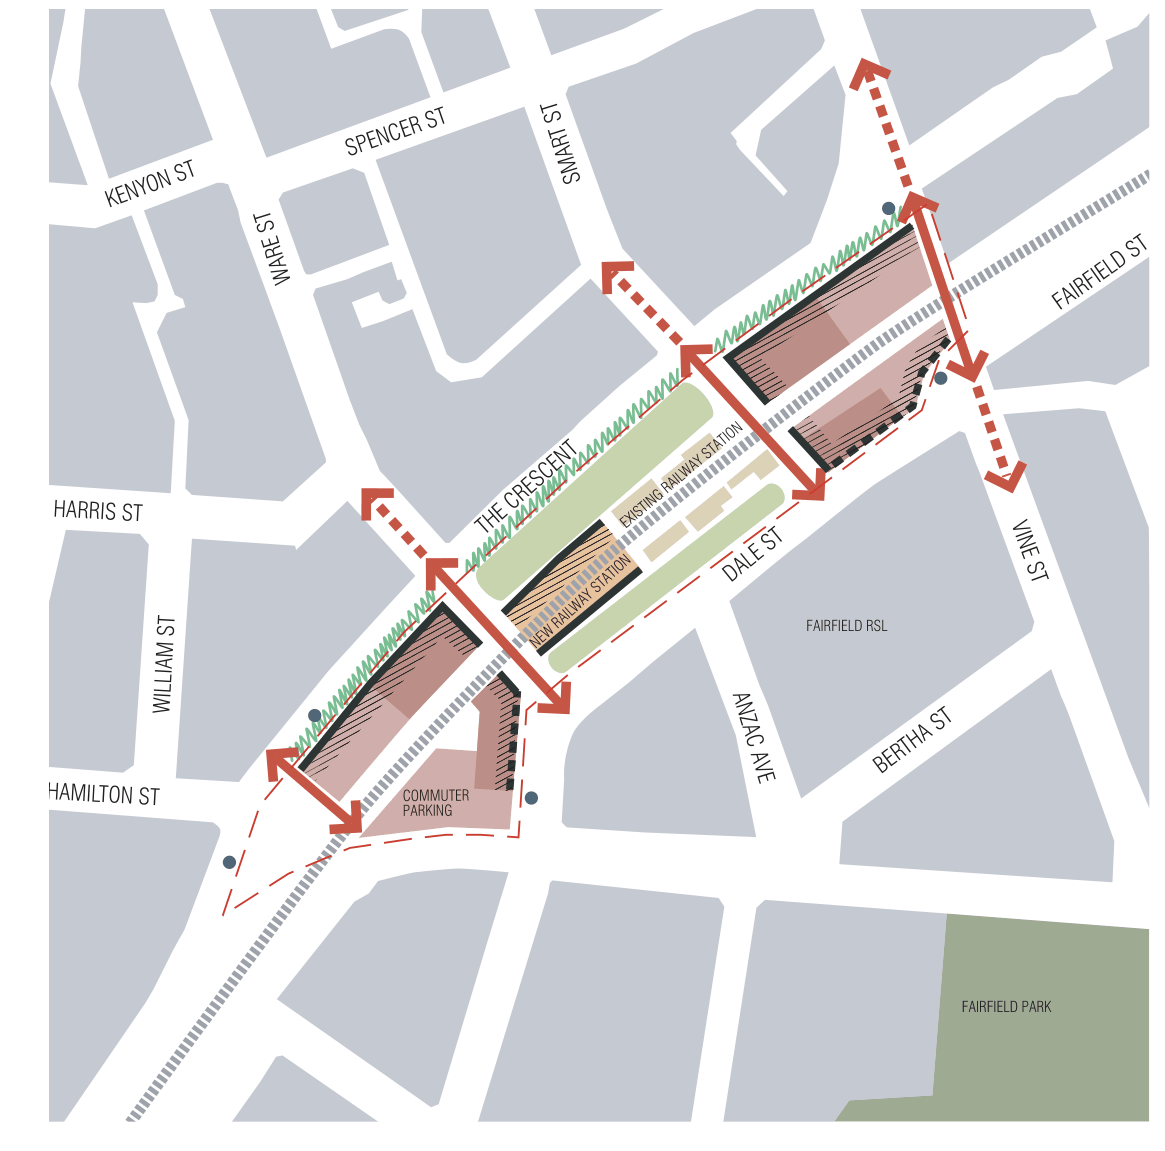 SPENCER ST
SMART ST
KENYON ST
WARE ST
FAIRFIELD ST
THE CRESCENT
EXISTING RAILWAY STATION
HARRIS ST
DALE ST
VINE ST
NEW RAILWAY STATION
FAIRFIELD RSL
WILLIAM ST
ANZAC AVE
BERTHA ST
HAMILTON ST
COMMUTER
PARKING
FAIRFIELD PARK